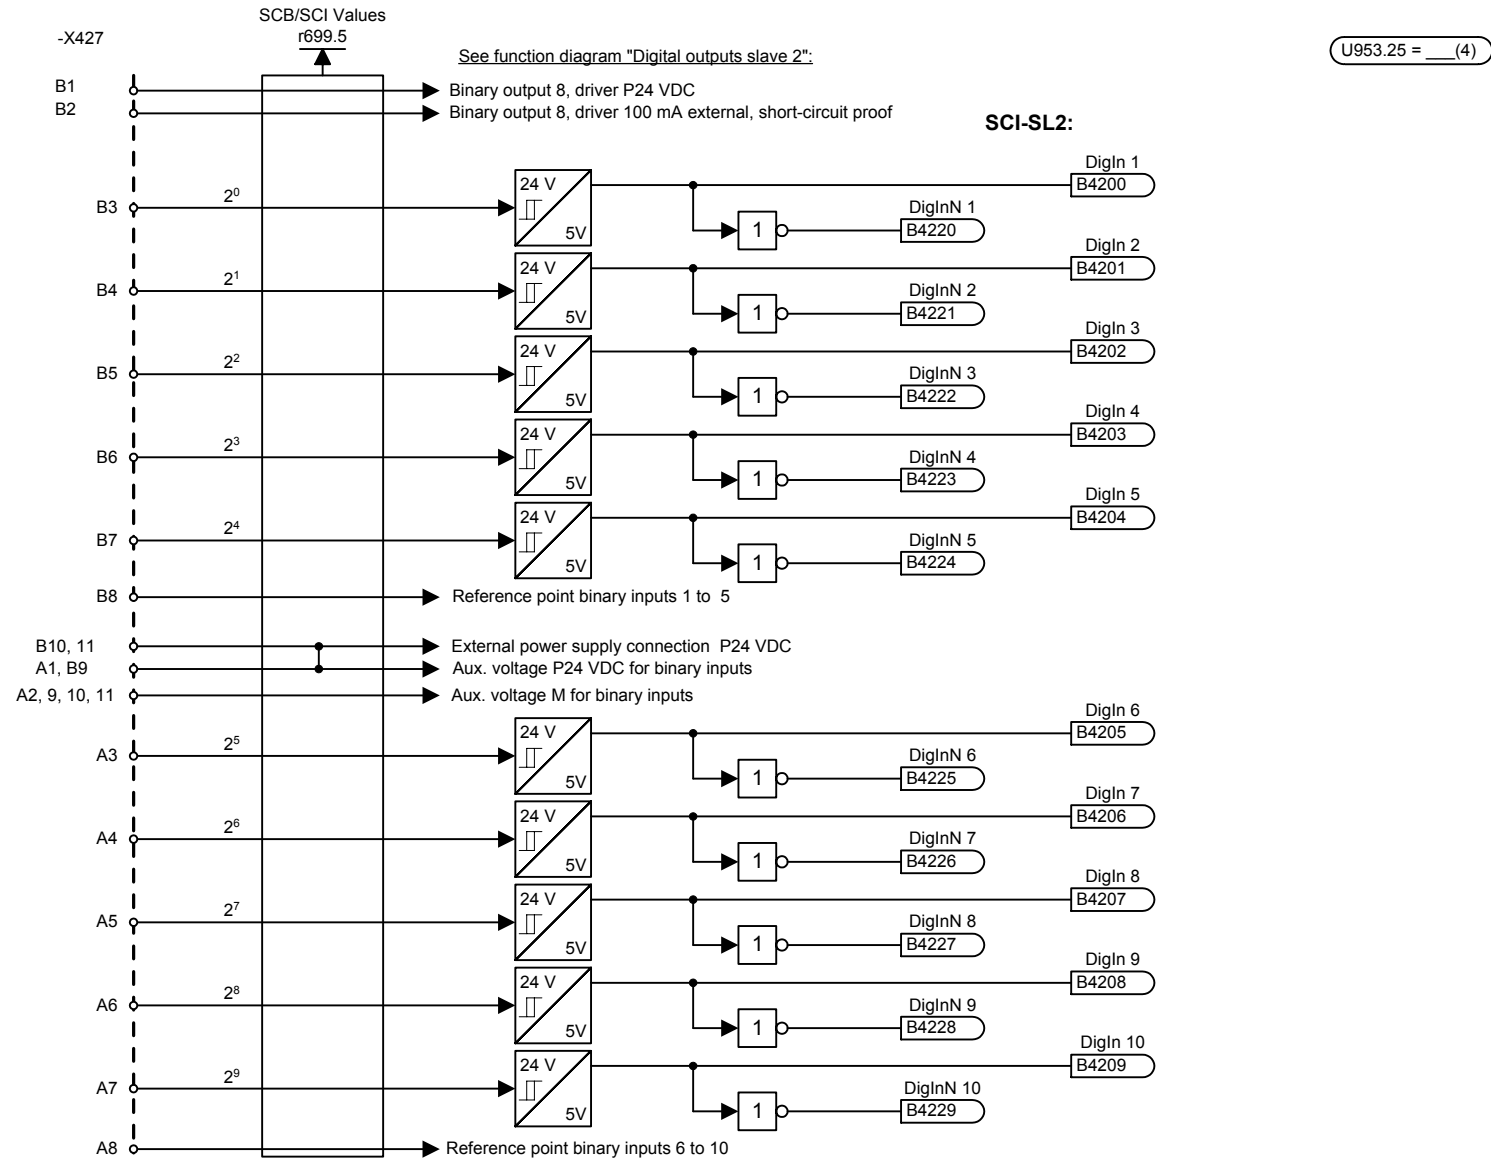 SCB/SCI Values
-X427
r699.5
See function diagram "Digital outputs slave 2":
U953.25 = ___(4)
B1
Binary output 8, driver P24 VDC
B2
Binary output 8, driver 100 mA external, short-circuit proof
SCI-SL2:
DigIn 1
24 V
B4200
B3
2⁰
DigInN 1
5V
1
B4220
DigIn 2
24 V
B4201
B4
2¹
DigInN 2
5V
1
B4221
DigIn 3
24 V
B4202
B5
2²
DigInN 3
5V
1
B4222
DigIn 4
24 V
B4203
B6
2³
DigInN 4
5V
1
B4223
DigIn 5
24 V
B4204
B7
2⁴
DigInN 5
5V
1
B4224
B8
Reference point binary inputs 1 to 5
B10, 11
External power supply connection P24 VDC
A1, B9
Aux. voltage P24 VDC for binary inputs
A2, 9, 10, 11
Aux. voltage M for binary inputs
DigIn 6
24 V
B4205
A3
2⁵
DigInN 6
5V
1
B4225
DigIn 7
24 V
B4206
A4
2⁶
DigInN 7
5V
1
B4226
DigIn 8
24 V
B4207
A5
2⁷
DigInN 8
5V
1
B4227
DigIn 9
24 V
B4208
A6
2⁸
DigInN 9
5V
1
B4228
DigIn 10
24 V
B4209
A7
2⁹
DigInN 10
5V
1
B4229
A8
Reference point binary inputs 6 to 10